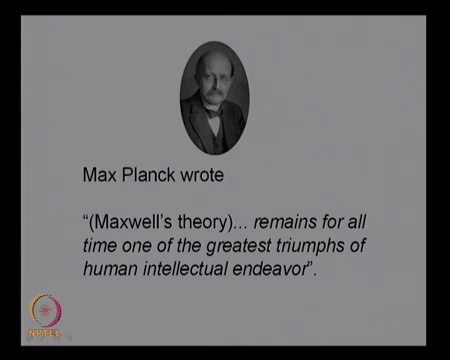 Max Planck wrote
“(Maxwell’s theory)... remains for all
time one of the greatest triumphs of
human intellectual endeavor”.
NPTEL